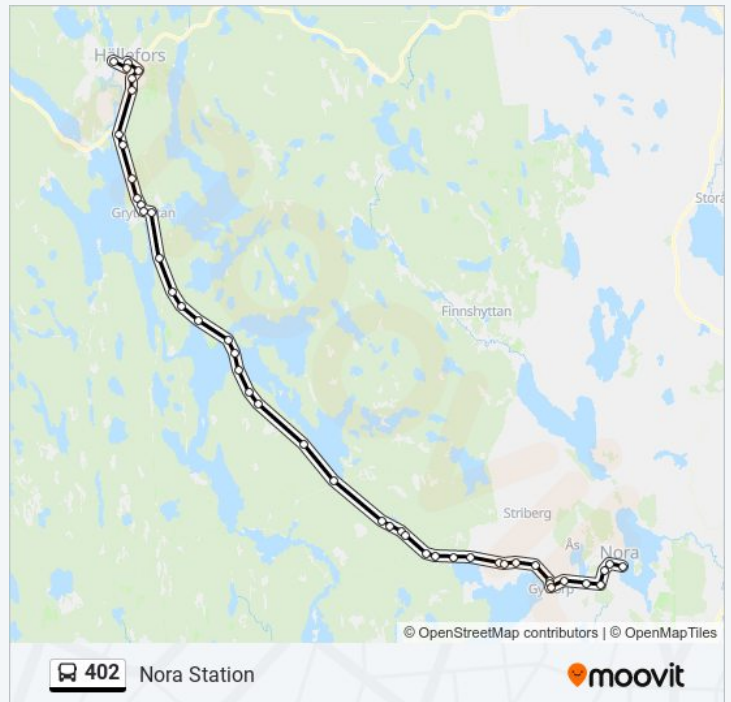 Hällefors
Storå
Grythyttan
Finnshyttan
Striberg
Ås
Nora
Gyttorp
© OpenStreetMap contributors | © OpenMapTiles
402 Nora Station
moovit